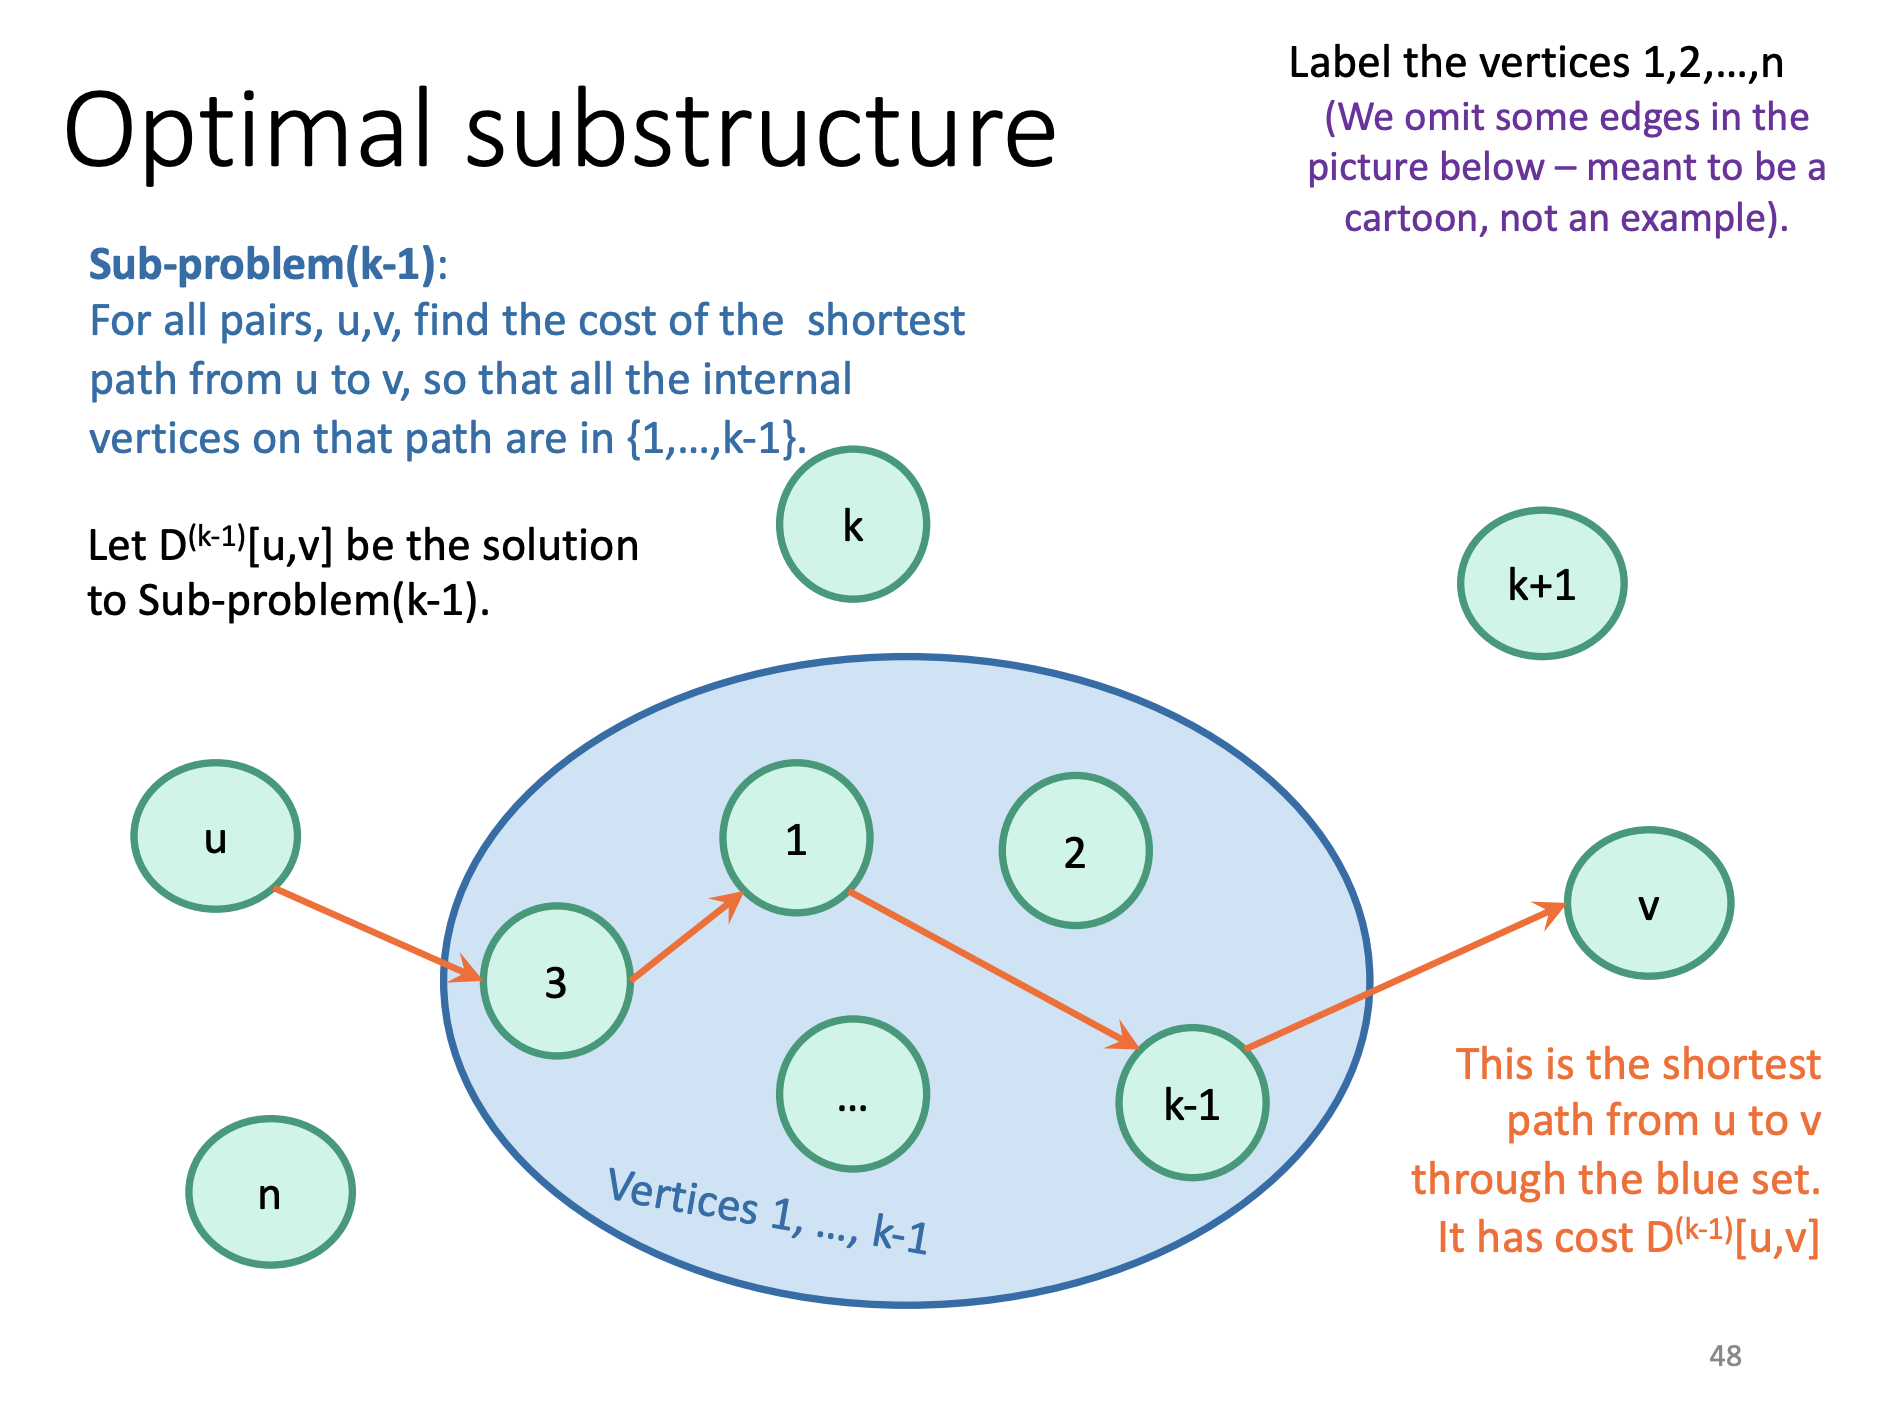 Optimal substructure
Label the vertices 1,2,…,n
(We omit some edges in the
picture below – meant to be a
cartoon, not an example).
Sub-problem(k-1):
For all pairs, u,v, find the cost of the shortest
path from u to v, so that all the internal
vertices on that path are in {1,…,k-1}.
Let D(k-1)[u,v] be the solution
to Sub-problem(k-1).
k
k+1
u
1
2
v
3
…
k-1
n
Vertices 1, …, k-1
This is the shortest
path from u to v
through the blue set.
It has cost D(k-1)[u,v]
48